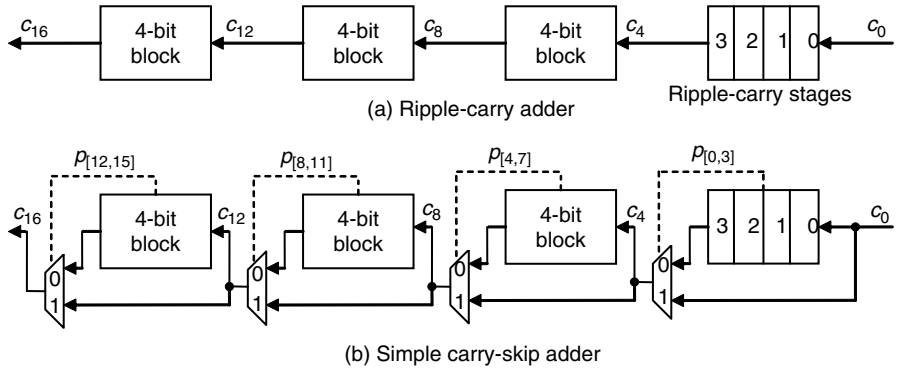 c16 4-bit block c12 4-bit block c8 4-bit block c4 3 2 1 0 c0
Ripple-carry stages
(a) Ripple-carry adder
p[12,15] p[8,11] p[4,7] p[0,3]
c16 4-bit block c12 4-bit block c8 4-bit block c4 3 2 1 0 c0
0 0 0 0
1 1 1 1
(b) Simple carry-skip adder